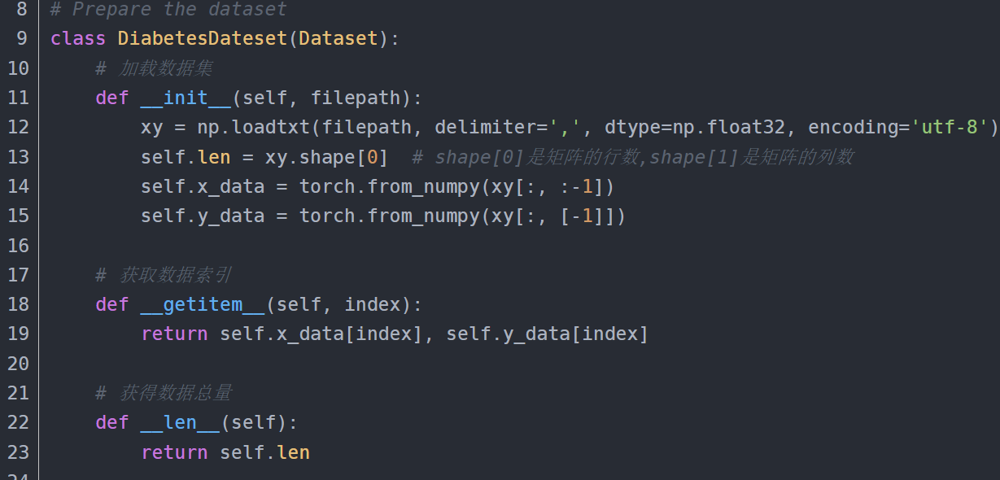 8 # Prepare the dataset
9 class DiabetesDateset(Dataset):
10     # 加载数据集
11     def __init__(self, filepath):
12         xy = np.loadtxt(filepath, delimiter=',', dtype=np.float32, encoding='utf-8')
13         self.len = xy.shape[0]  # shape[0]是矩阵的行数,shape[1]是矩阵的列数
14         self.x_data = torch.from_numpy(xy[:, :-1])
15         self.y_data = torch.from_numpy(xy[:, [-1]])
16
17     # 获取数据索引
18     def __getitem__(self, index):
19         return self.x_data[index], self.y_data[index]
20
21     # 获得数据总量
22     def __len__(self):
23         return self.len
24